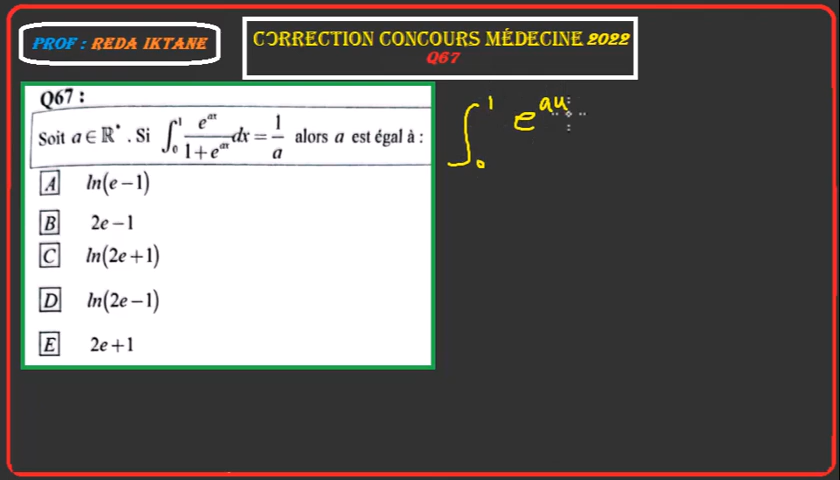 PROF : REDA IKTANE
CORRECTION CONCOURS MÉDECINE 2022
Q67
Q67 :
Soit a ∈ ℝ* . Si ∫₀¹ e^{ax}/(1+e^{ax}) dx = 1/a alors a est égal à :
A ln(e−1)
B 2e−1
C ln(2e+1)
D ln(2e−1)
E 2e+1
∫₀¹ e^{au}